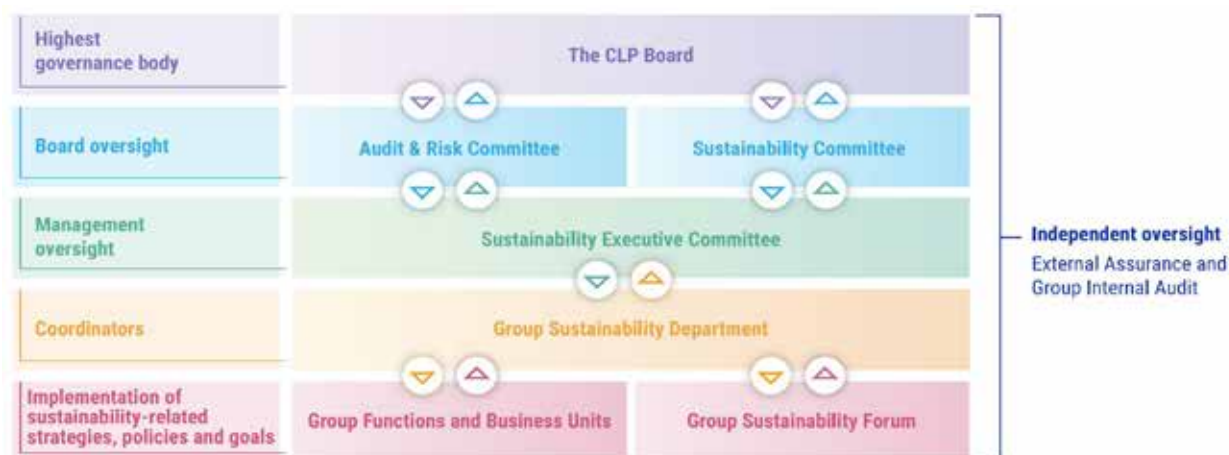 Highest
governance body
The CLP Board
Board oversight
Audit & Risk Committee
Sustainability Committee
Management
oversight
Sustainability Executive Committee
Independent oversight
External Assurance and
Group Internal Audit
Coordinators
Group Sustainability Department
Implementation of
sustainability-related
strategies, policies and goals
Group Functions and Business Units
Group Sustainability Forum